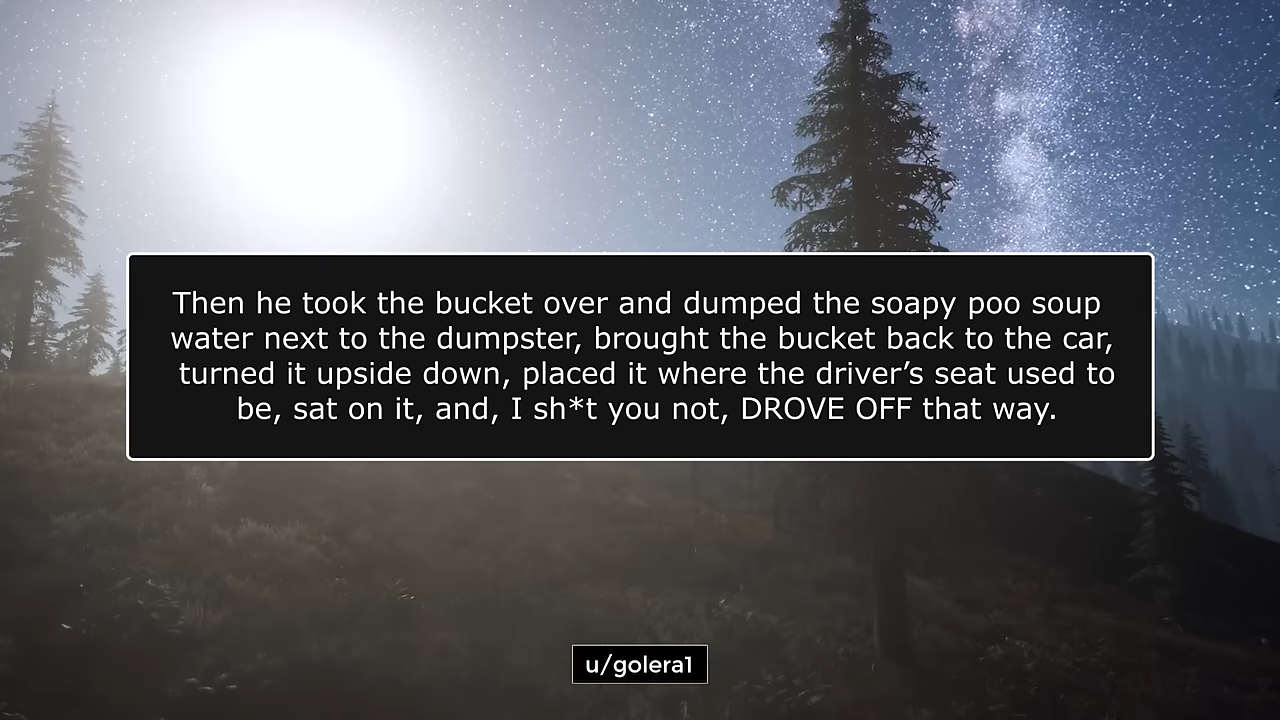 Then he took the bucket over and dumped the soapy poo soup
water next to the dumpster, brought the bucket back to the car,
turned it upside down, placed it where the driver’s seat used to
be, sat on it, and, I sh*t you not, DROVE OFF that way.
u/golera1